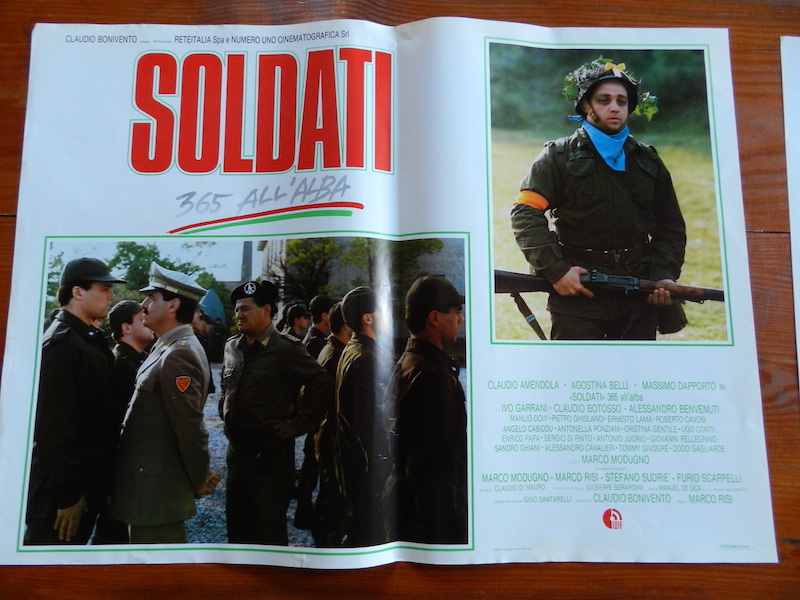 CLAUDIO BONIVENTO RETEITALIA Spa e NUMERO UNO CINEMATOGRAFICA Srl
SOLDATI
365 ALL'ALBA
CLAUDIO AMENDOLA · AGOSTINA BELLI · MASSIMO DAPPORTO IN
«SOLDATI» 365 all'alba
IVO GARRANI · CLAUDIO BOTOSSO · ALESSANDRO BENVENUTI
MANLIO DOVI · PIETRO GHISLANDI · ERNESTO LAMA · ROBERTO CAVOSI
ANGELO CABIDDU · ANTONELLA PONZIANI · CRISTINA GENTILE · UGO CONTI
ENRICO PAPA · SERGIO DI PINTO · ANTONIO JUORIO · GIOVANNI PELLEGRINO
SANDRO GHIANI · ALESSANDRO CAVALIERI · TOMMY GIVOGRE · DODO GAGLIARDE
MARCO MODUGNO
MARCO MODUGNO · MARCO RISI · STEFANO SUDRIE' · FURIO SCARPELLI
CLAUDIO DI MAURO GIUSEPPE BERARDINI MANUEL DE SICA
GINO SANTARELLI CLAUDIO BONIVENTO MARCO RISI